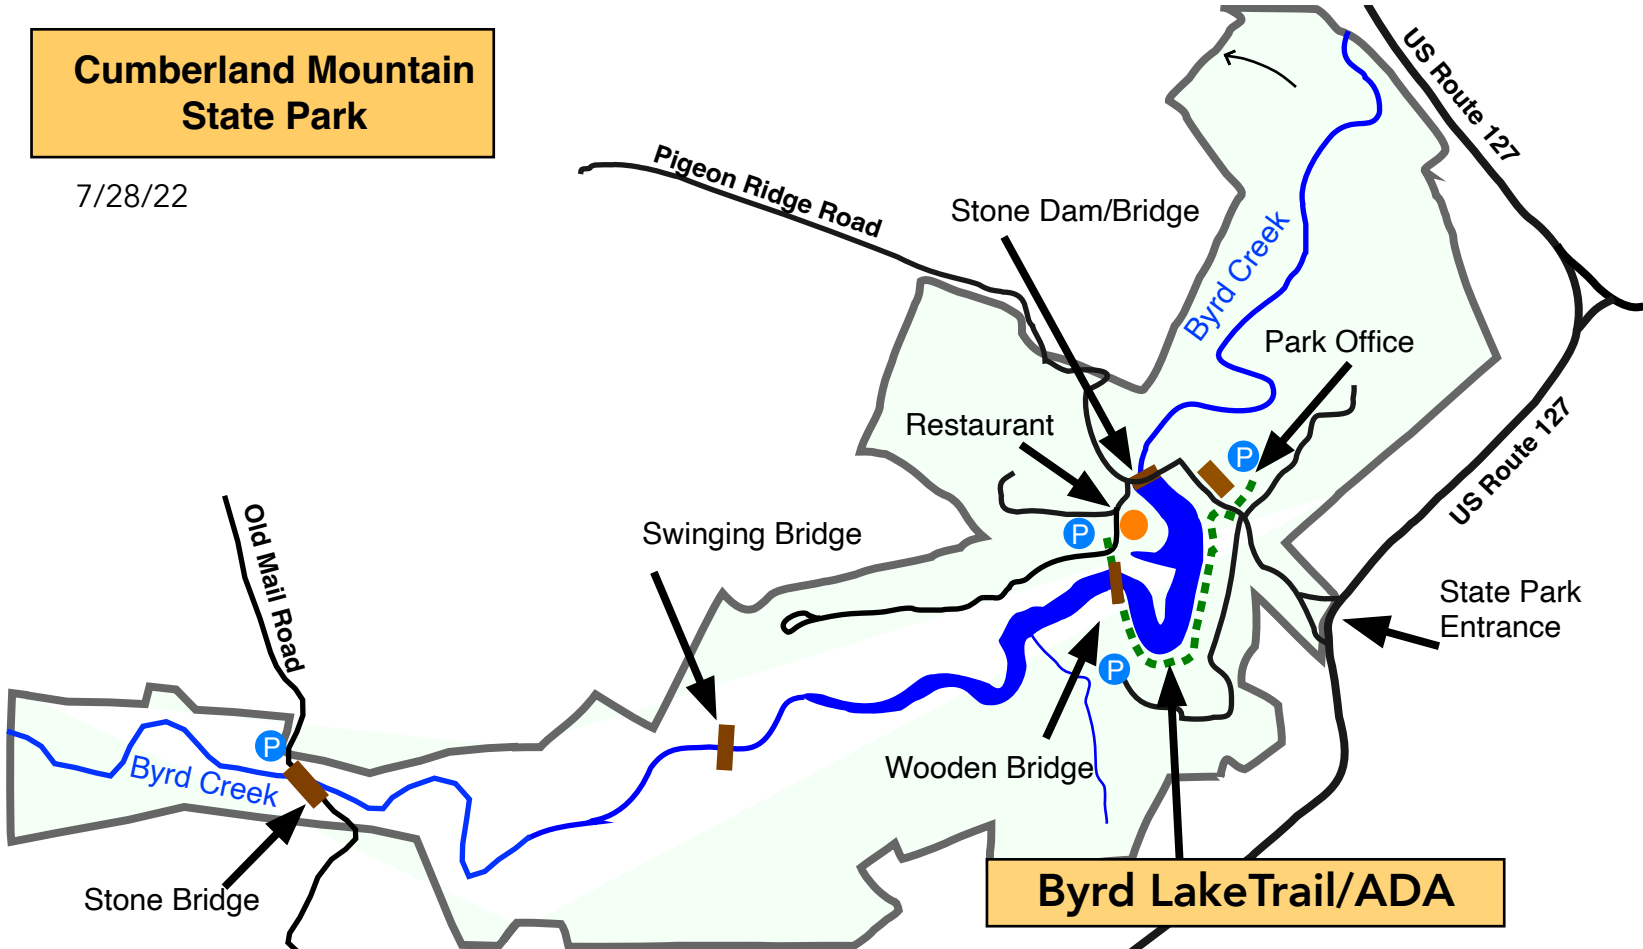 Cumberland Mountain
State Park
7/28/22
US Route 127
Pigeon Ridge Road
Stone Dam/Bridge
Byrd Creek
Park Office
Restaurant
P
US Route 127
Old Mail Road
Swinging Bridge
P
State Park
Entrance
P
P
Wooden Bridge
Byrd Creek
Stone Bridge
Byrd LakeTrail/ADA